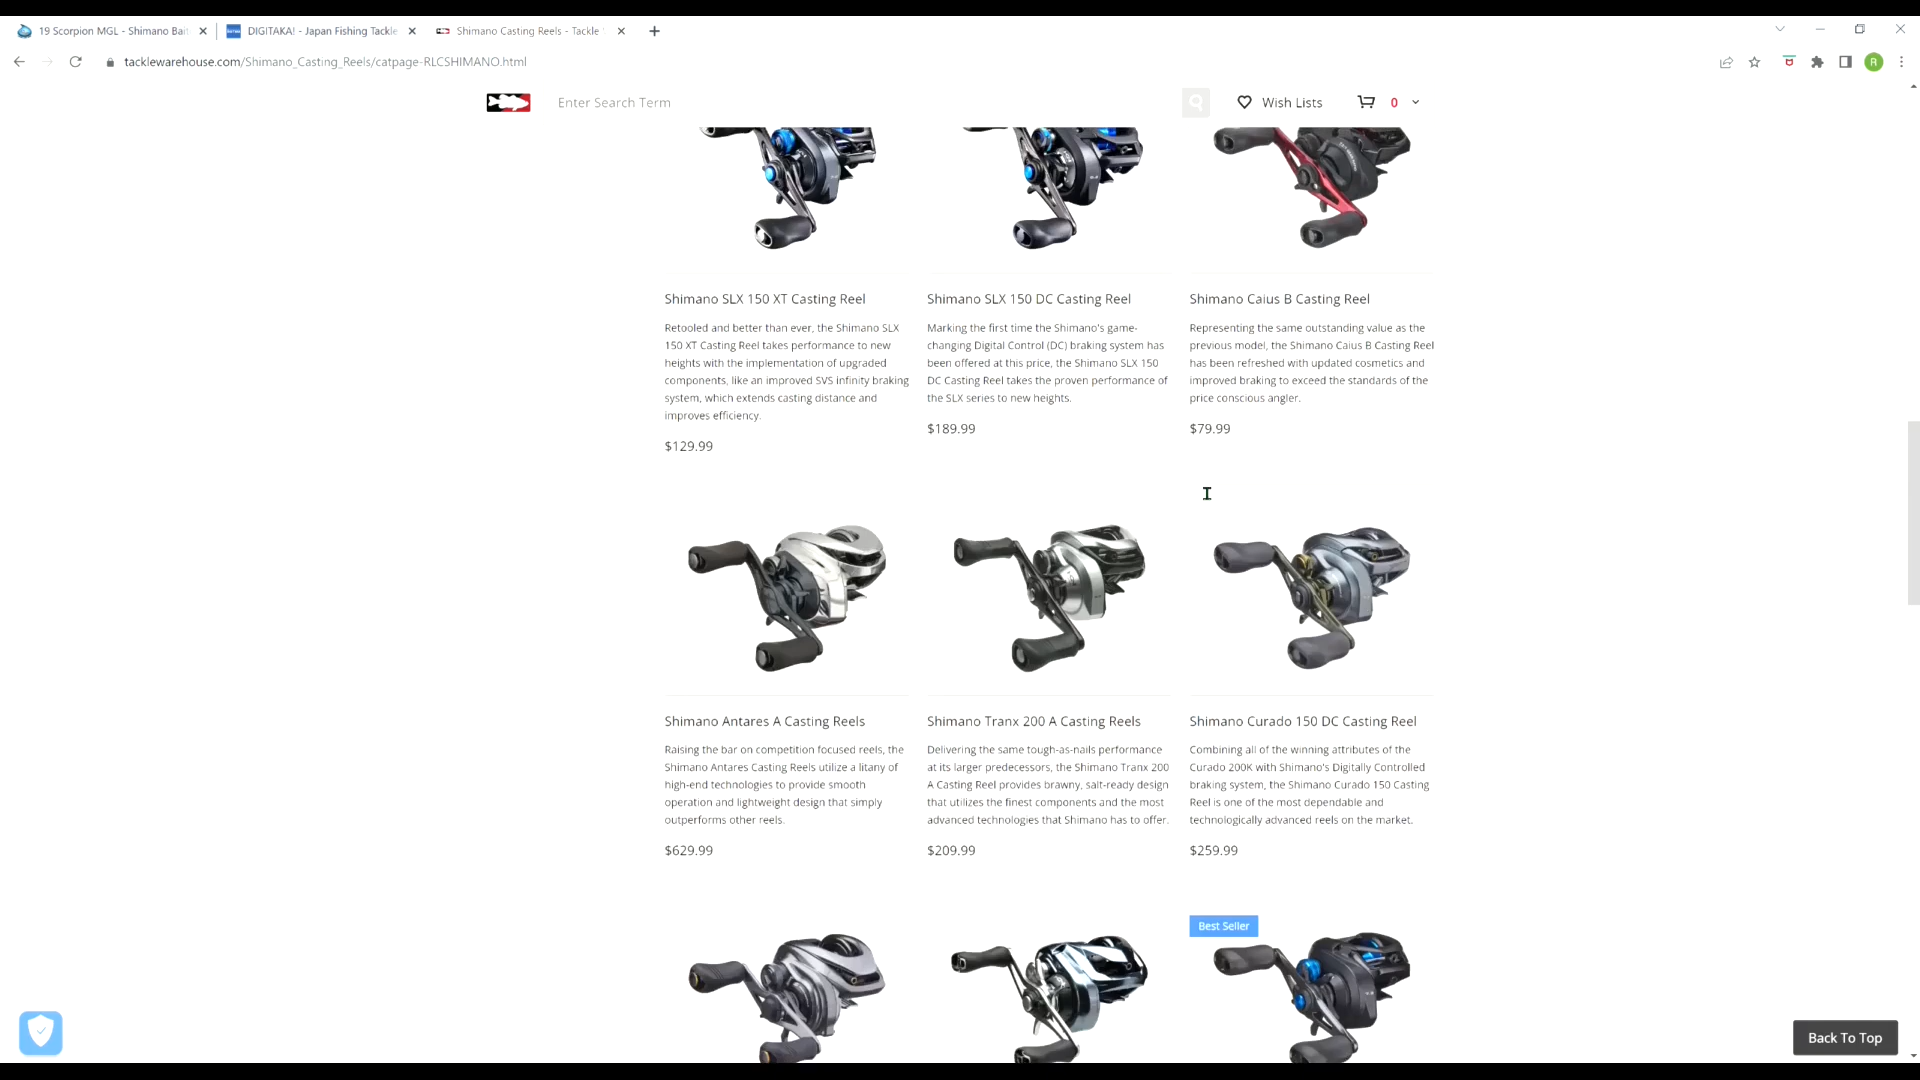 19 Scorpion MGL - Shimano Bait
DIGITAKA! - Japan Fishing Tackle
Shimano Casting Reels - Tackle
tacklewarehouse.com/Shimano_Casting_Reels/catpage-RLCSHIMANO.html
R
Enter Search Term
Wish Lists
0
Shimano SLX 150 XT Casting Reel
Retooled and better than ever, the Shimano SLX
150 XT Casting Reel takes performance to new
heights with the implementation of upgraded
components, like an improved SVS infinity braking
system, which extends casting distance and
improves efficiency.
$129.99
Shimano SLX 150 DC Casting Reel
Marking the first time the Shimano's game-
changing Digital Control (DC) braking system has
been offered at this price, the Shimano SLX 150
DC Casting Reel takes the proven performance of
the SLX series to new heights.
$189.99
Shimano Caius B Casting Reel
Representing the same outstanding value as the
previous model, the Shimano Caius B Casting Reel
has been refreshed with updated cosmetics and
improved braking to exceed the standards of the
price conscious angler.
$79.99
Shimano Antares A Casting Reels
Raising the bar on competition focused reels, the
Shimano Antares Casting Reels utilize a litany of
high-end technologies to provide smooth
operation and lightweight design that simply
outperforms other reels.
$629.99
Shimano Tranx 200 A Casting Reels
Delivering the same tough-as-nails performance
at its larger predecessors, the Shimano Tranx 200
A Casting Reel provides brawny, salt-ready design
that utilizes the finest components and the most
advanced technologies that Shimano has to offer.
$209.99
Shimano Curado 150 DC Casting Reel
Combining all of the winning attributes of the
Curado 200K with Shimano's Digitally Controlled
braking system, the Shimano Curado 150 Casting
Reel is one of the most dependable and
technologically advanced reels on the market.
$259.99
Best Seller
Back To Top